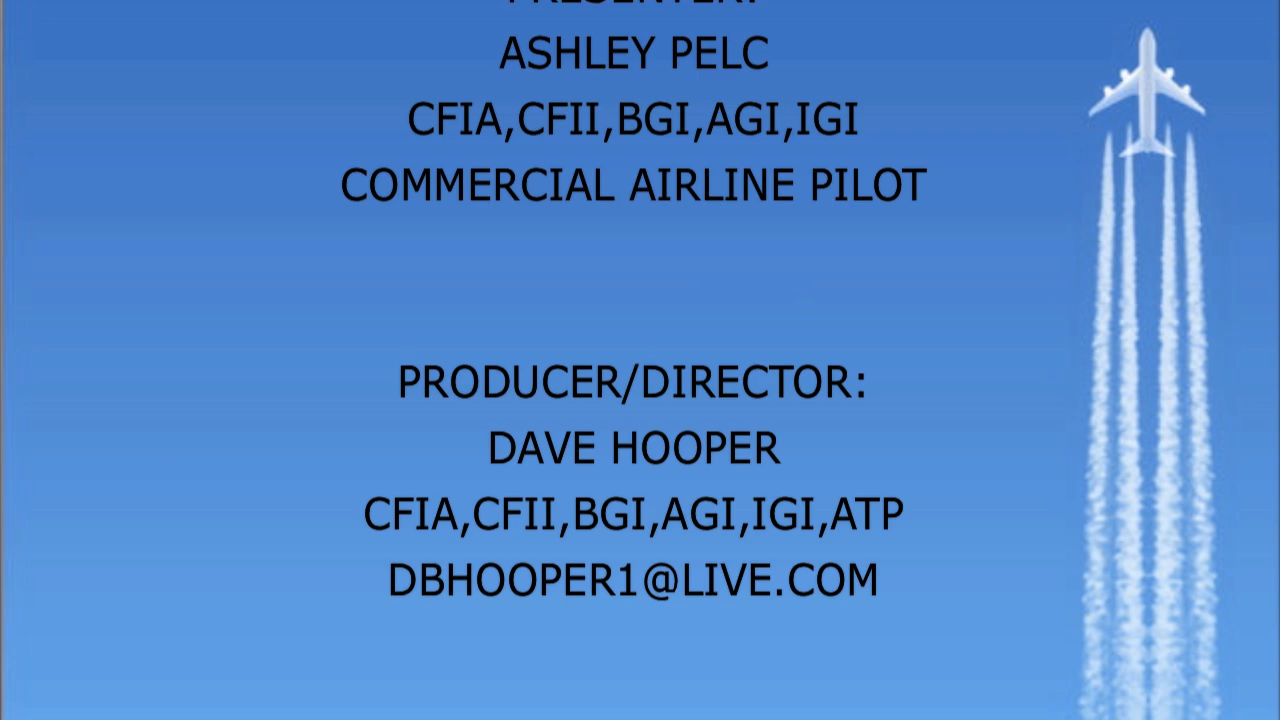 PRESENTER:
ASHLEY PELC
CFIA,CFII,BGI,AGI,IGI
COMMERCIAL AIRLINE PILOT
PRODUCER/DIRECTOR:
DAVE HOOPER
CFIA,CFII,BGI,AGI,IGI,ATP
DBHOOPER1@LIVE.COM